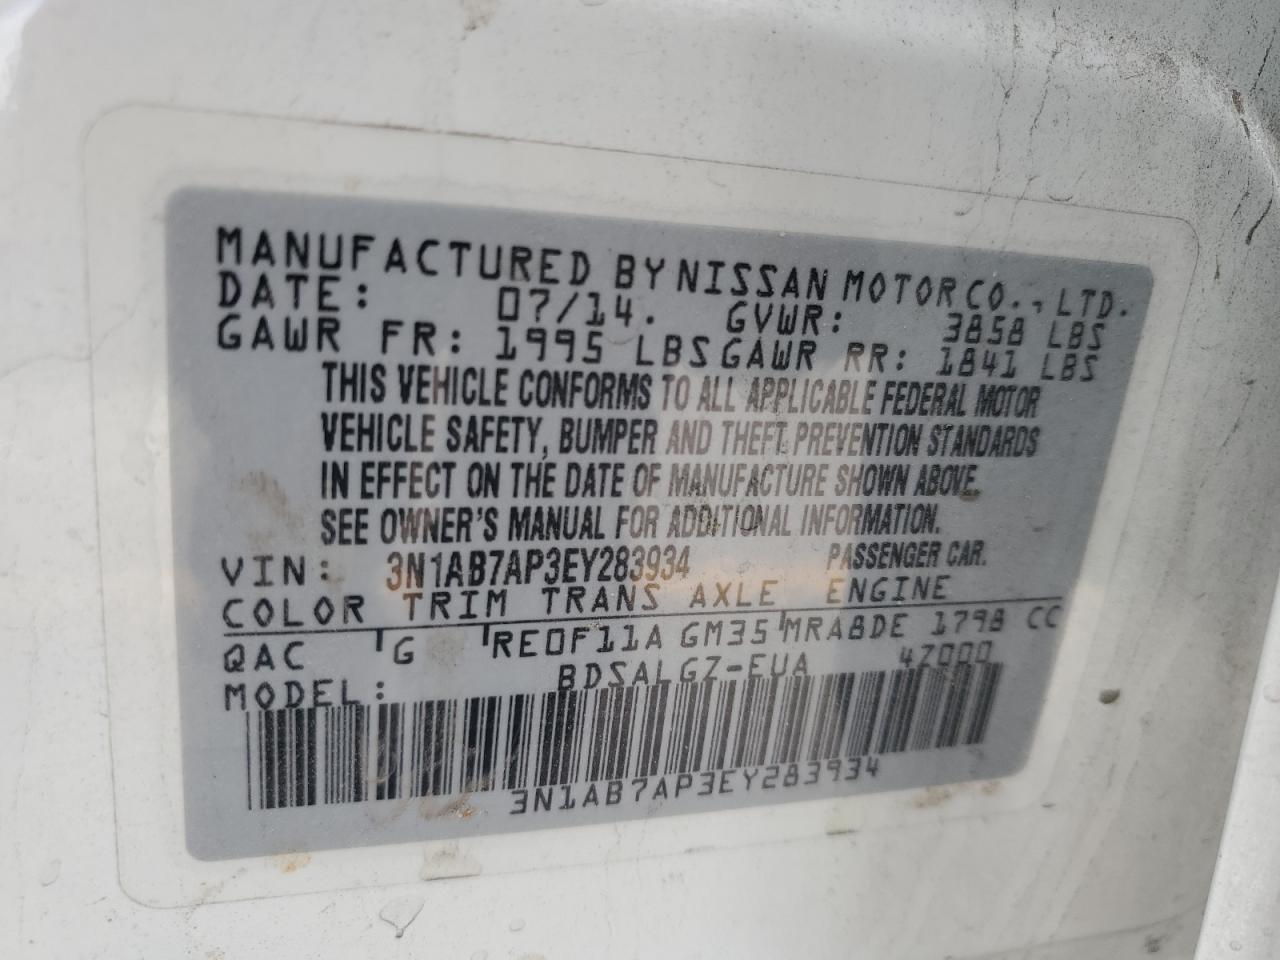 MANUFACTURED BY NISSAN MOTOR CO., LTD.
DATE: 07/14. GVWR: 3858 LBS
GAWR FR: 1995 LBS GAWR RR: 1841 LBS
THIS VEHICLE CONFORMS TO ALL APPLICABLE FEDERAL MOTOR
VEHICLE SAFETY, BUMPER AND THEFT PREVENTION STANDARDS
IN EFFECT ON THE DATE OF MANUFACTURE SHOWN ABOVE.
SEE OWNER'S MANUAL FOR ADDITIONAL INFORMATION.
VIN: 3N1AB7AP3EY283934 PASSENGER CAR.
COLOR TRIM TRANS AXLE ENGINE
QAC G RE0F11A GM35 MRA8DE 1798 CC
MODEL: BDSALGZ-EUA 4Z000
3N1AB7AP3EY283934